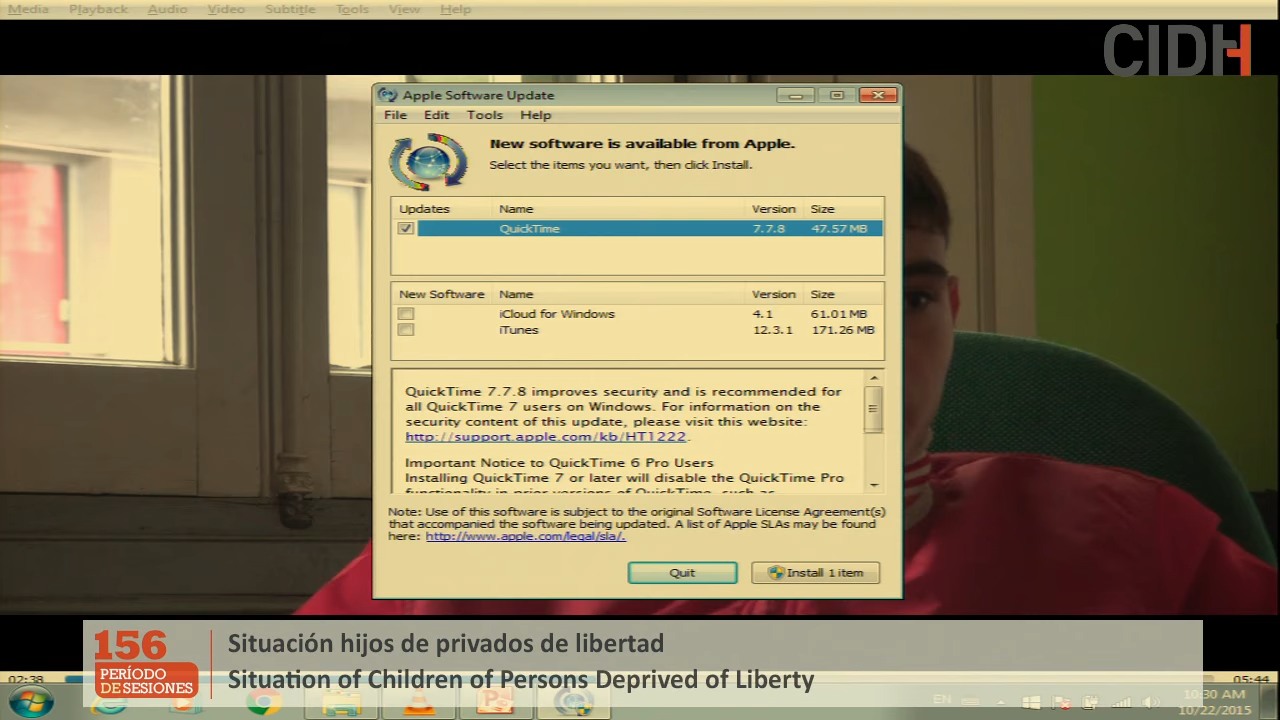 Media Playback Audio Video Subtitle Tools View Help
CIDH
Apple Software Update
File Edit Tools Help
New software is available from Apple.
Select the items you want, then click Install.
Updates Name Version Size
QuickTime 7.7.8 47.57 MB
New Software Name Version Size
iCloud for Windows 4.1 61.01 MB
iTunes 12.3.1 171.26 MB
QuickTime 7.7.8 improves security and is recommended for
all QuickTime 7 users on Windows. For information on the
security content of this update, please visit this website:
http://support.apple.com/kb/HT1222.
Important Notice to QuickTime 6 Pro Users
Installing QuickTime 7 or later will disable the QuickTime Pro
functionality in prior versions of QuickTime, such as
Note: Use of this software is subject to the original Software License Agreement(s)
that accompanied the software being updated. A list of Apple SLAs may be found
here: http://www.apple.com/legal/sla/.
Quit Install 1 item
156
PERÍODO
DE SESIONES
Situación hijos de privados de libertad
Situation of Children of Persons Deprived of Liberty
02:38 05:44
EN 10:30 AM
10/22/2015